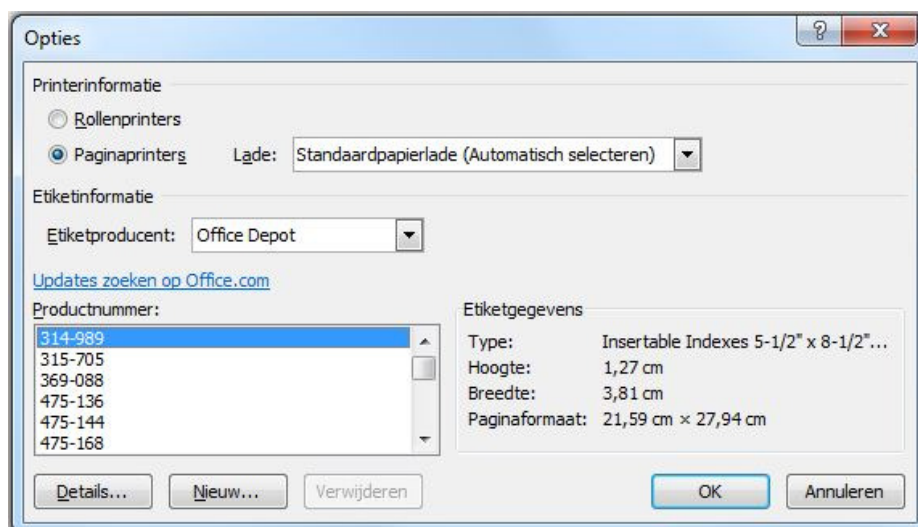 Opties
Printerinformatie
Rollenprinters
Paginaprinters Lade: Standaardpapierlade (Automatisch selecteren)
Etiketinformatie
Etiketproducent: Office Depot
Updates zoeken op Office.com
Productnummer:
314-989
315-705
369-088
475-136
475-144
475-168
Etiketgegevens
Type: Insertable Indexes 5-1/2" x 8-1/2"...
Hoogte: 1,27 cm
Breedte: 3,81 cm
Paginaformaat: 21,59 cm × 27,94 cm
Details... Nieuw... Verwijderen OK Annuleren